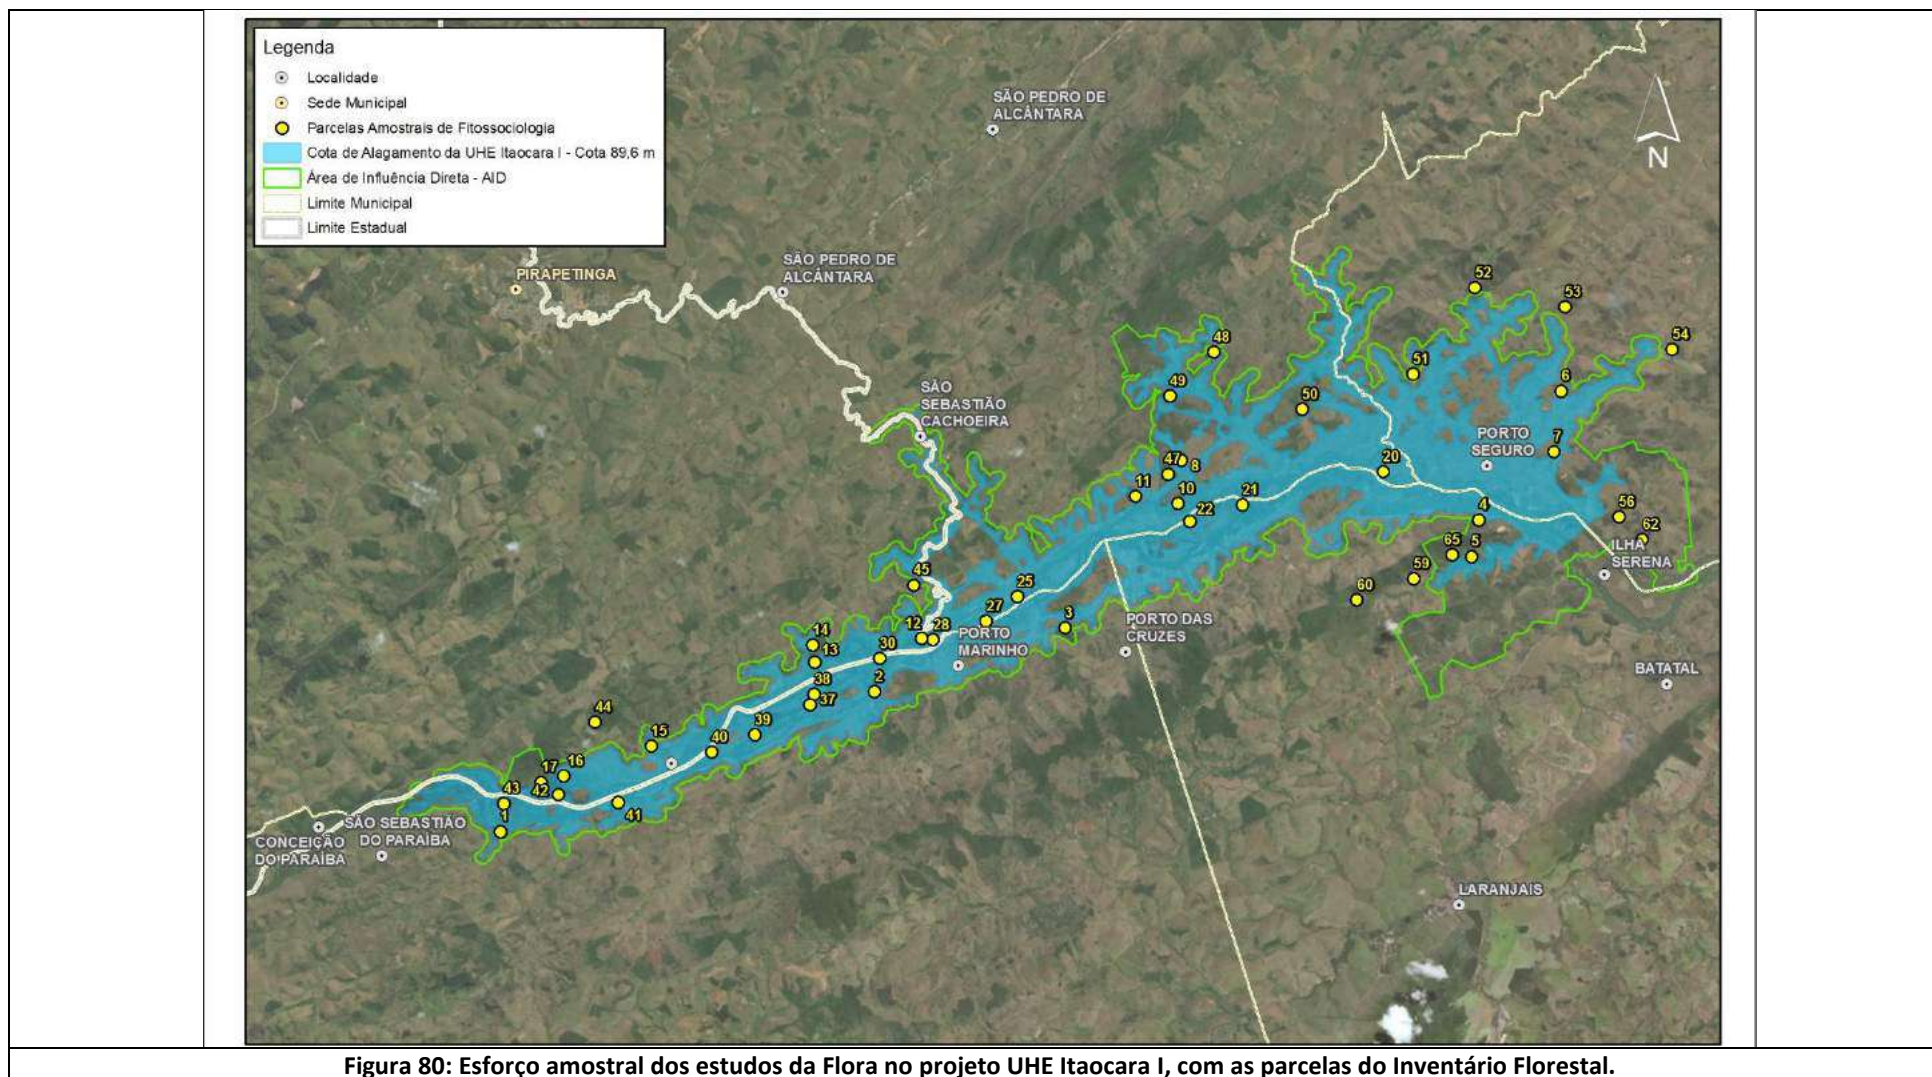 Legenda
Localidade
Sede Municipal
Parcelas Amostrais de Fitossociologia
Cota de Alagamento da UHE Itaocara I - Cota 89,6 m
Área de Influência Direta - AID
Limite Municipal
Limite Estadual
SÃO PEDRO DE
ALCÂNTARA
N
SÃO PEDRO DE
ALCÂNTARA
PIRAPETINGA
52
53
48
54
51
6
49
SÃO
SEBASTIÃO
CACHOEIRA
50
PORTO
SEGURO
7
47
8
20
11
10
21
22
4
56
62
65
5
ILHA
SERENA
59
60
45
25
27
3
PORTO DAS
CRUZES
12
28
PORTO
MARINHO
14
13
30
BATATAL
38
2
37
44
39
15
40
17
16
43
42
41
1
SÃO SEBASTIÃO
DO PARAÍBA
CONCEIÇÃO
DO PARAÍBA
LARANJAIS
Figura 80: Esforço amostral dos estudos da Flora no projeto UHE Itaocara I, com as parcelas do Inventário Florestal.